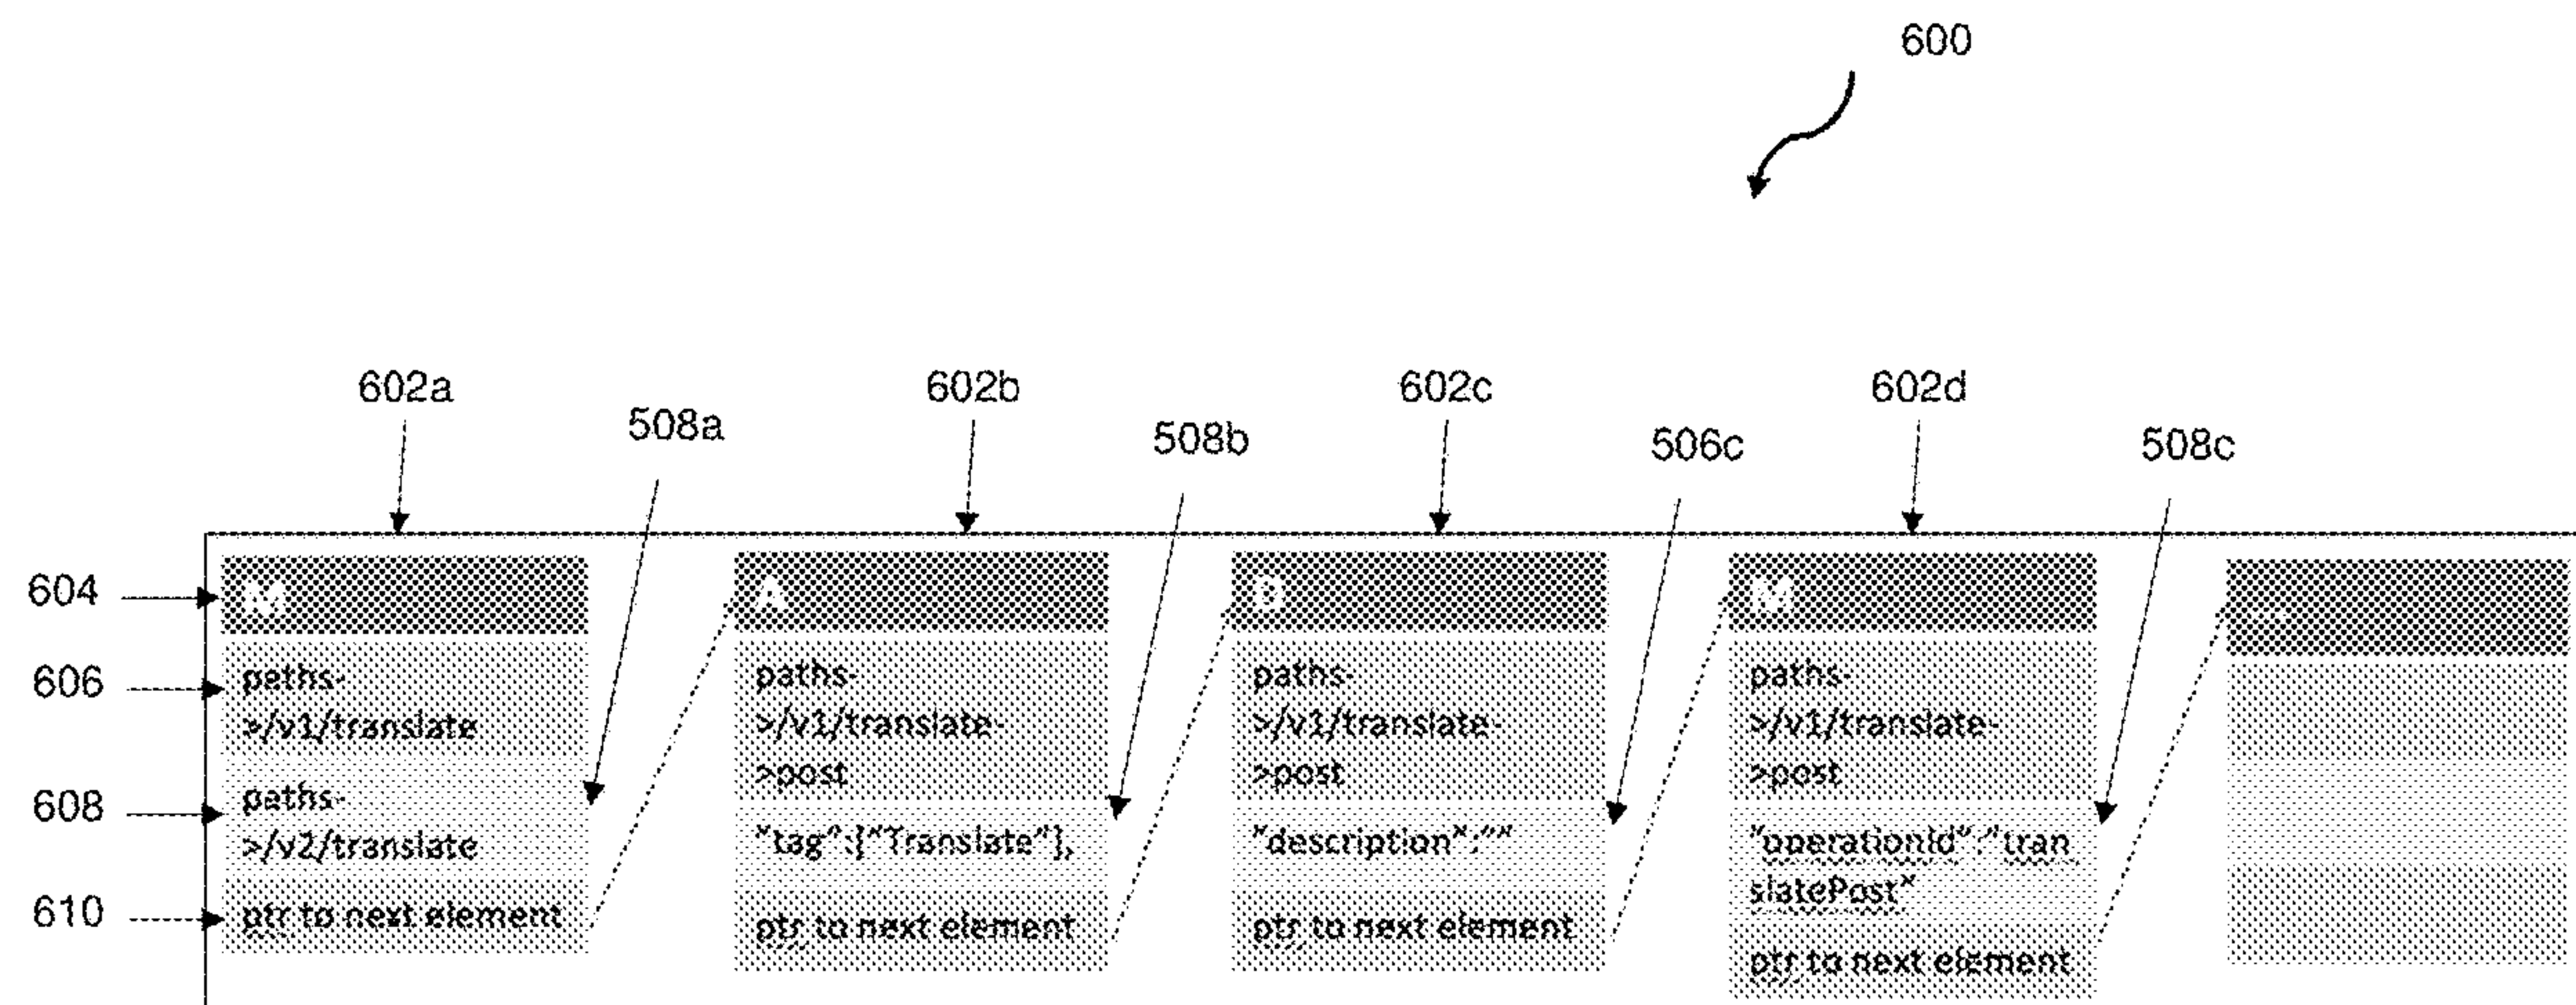 600
602a
602b
602c
602d
508a
508b
506c
508c
604
M
A
D
M
606
paths-
>/v1/translate
paths-
>/v1/translate-
>post
paths-
>/v1/translate-
>post
paths-
>/v1/translate-
>post
608
paths-
>/v2/translate
"tag":["Translate"],
"description":""
"operationId":"tran
slatePost"
610
ptr to next element
ptr to next element
ptr to next element
ptr to next element